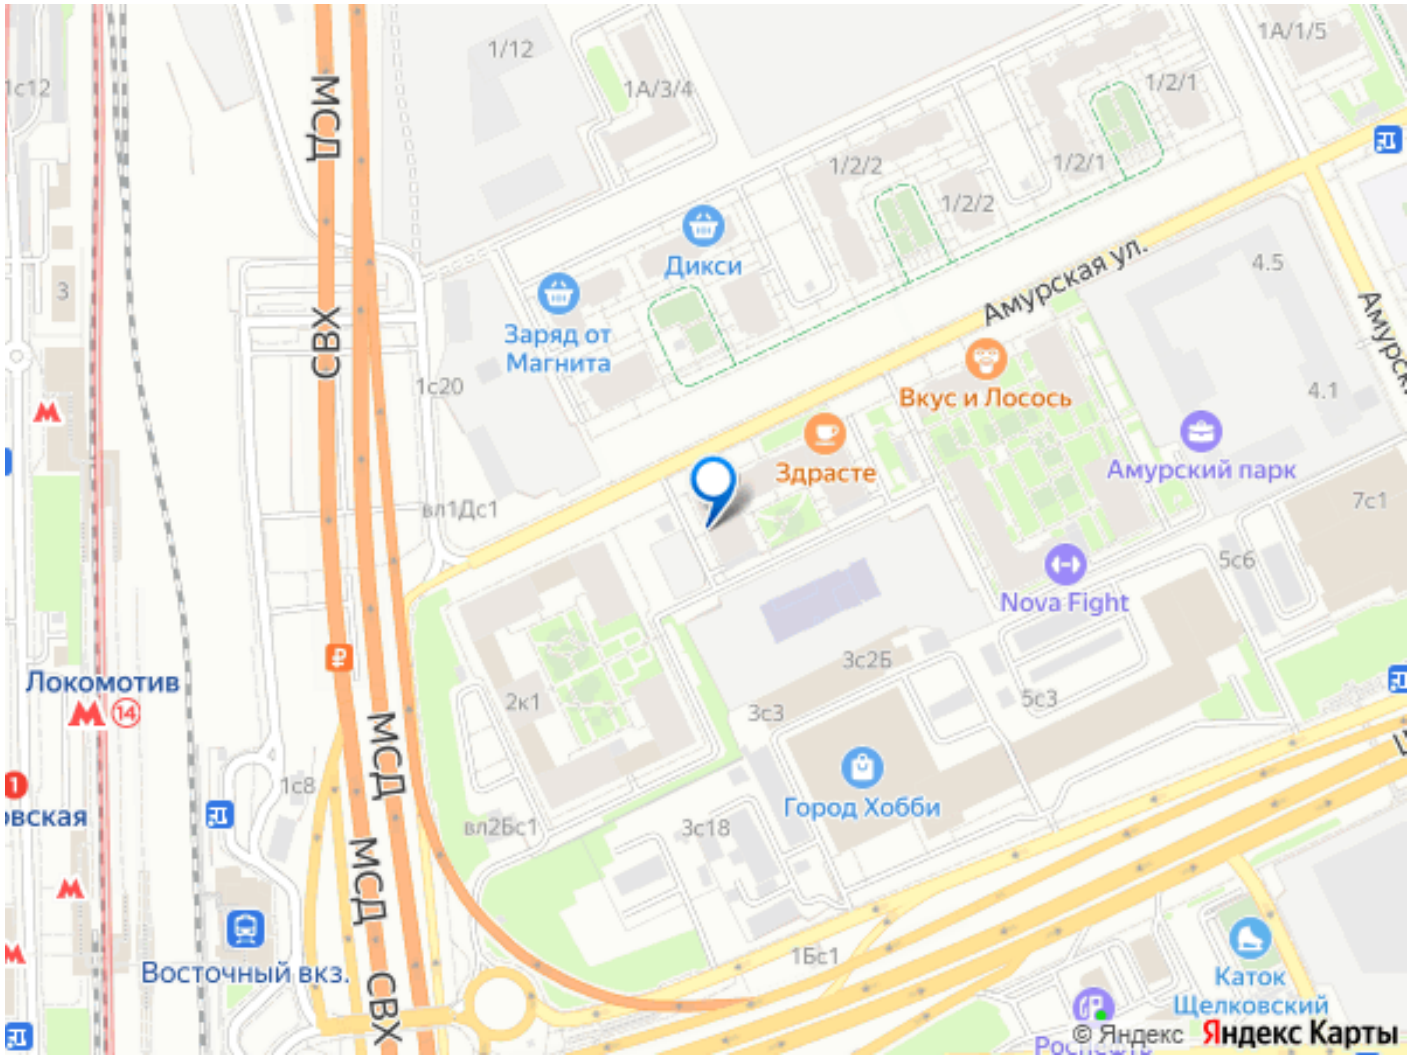 1/12
1А/1/5
1с12
МСД
1А/3/4
1/2/1
1/2/2
1/2/1
1/2/2
Дикси
Амурская ул.
4.5
3
Заряд от
Магнита
СВХ
1с20
Вкус и Лосось
4.1
Здрасте
Амурский парк
вл1Дс1
7с1
5с6
Nova Fight
3с2Б
Локомотив
14
2к1
3с3
5с3
МСД
1
овская
1с8
Город Хобби
вл2Бс1
3с18
МСД
Восточный вкз.
1Бс1
СВХ
Каток
Щелковский
© Яндекс
Яндекс Карты